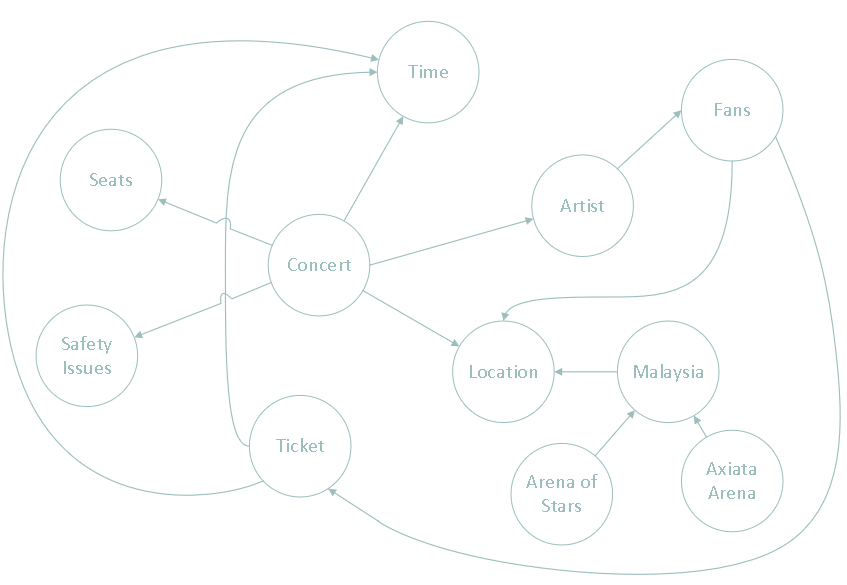 Time
Fans
Seats
Artist
Concert
Safety
Issues
Location
Malaysia
Ticket
Arena of
Stars
Axiata
Arena